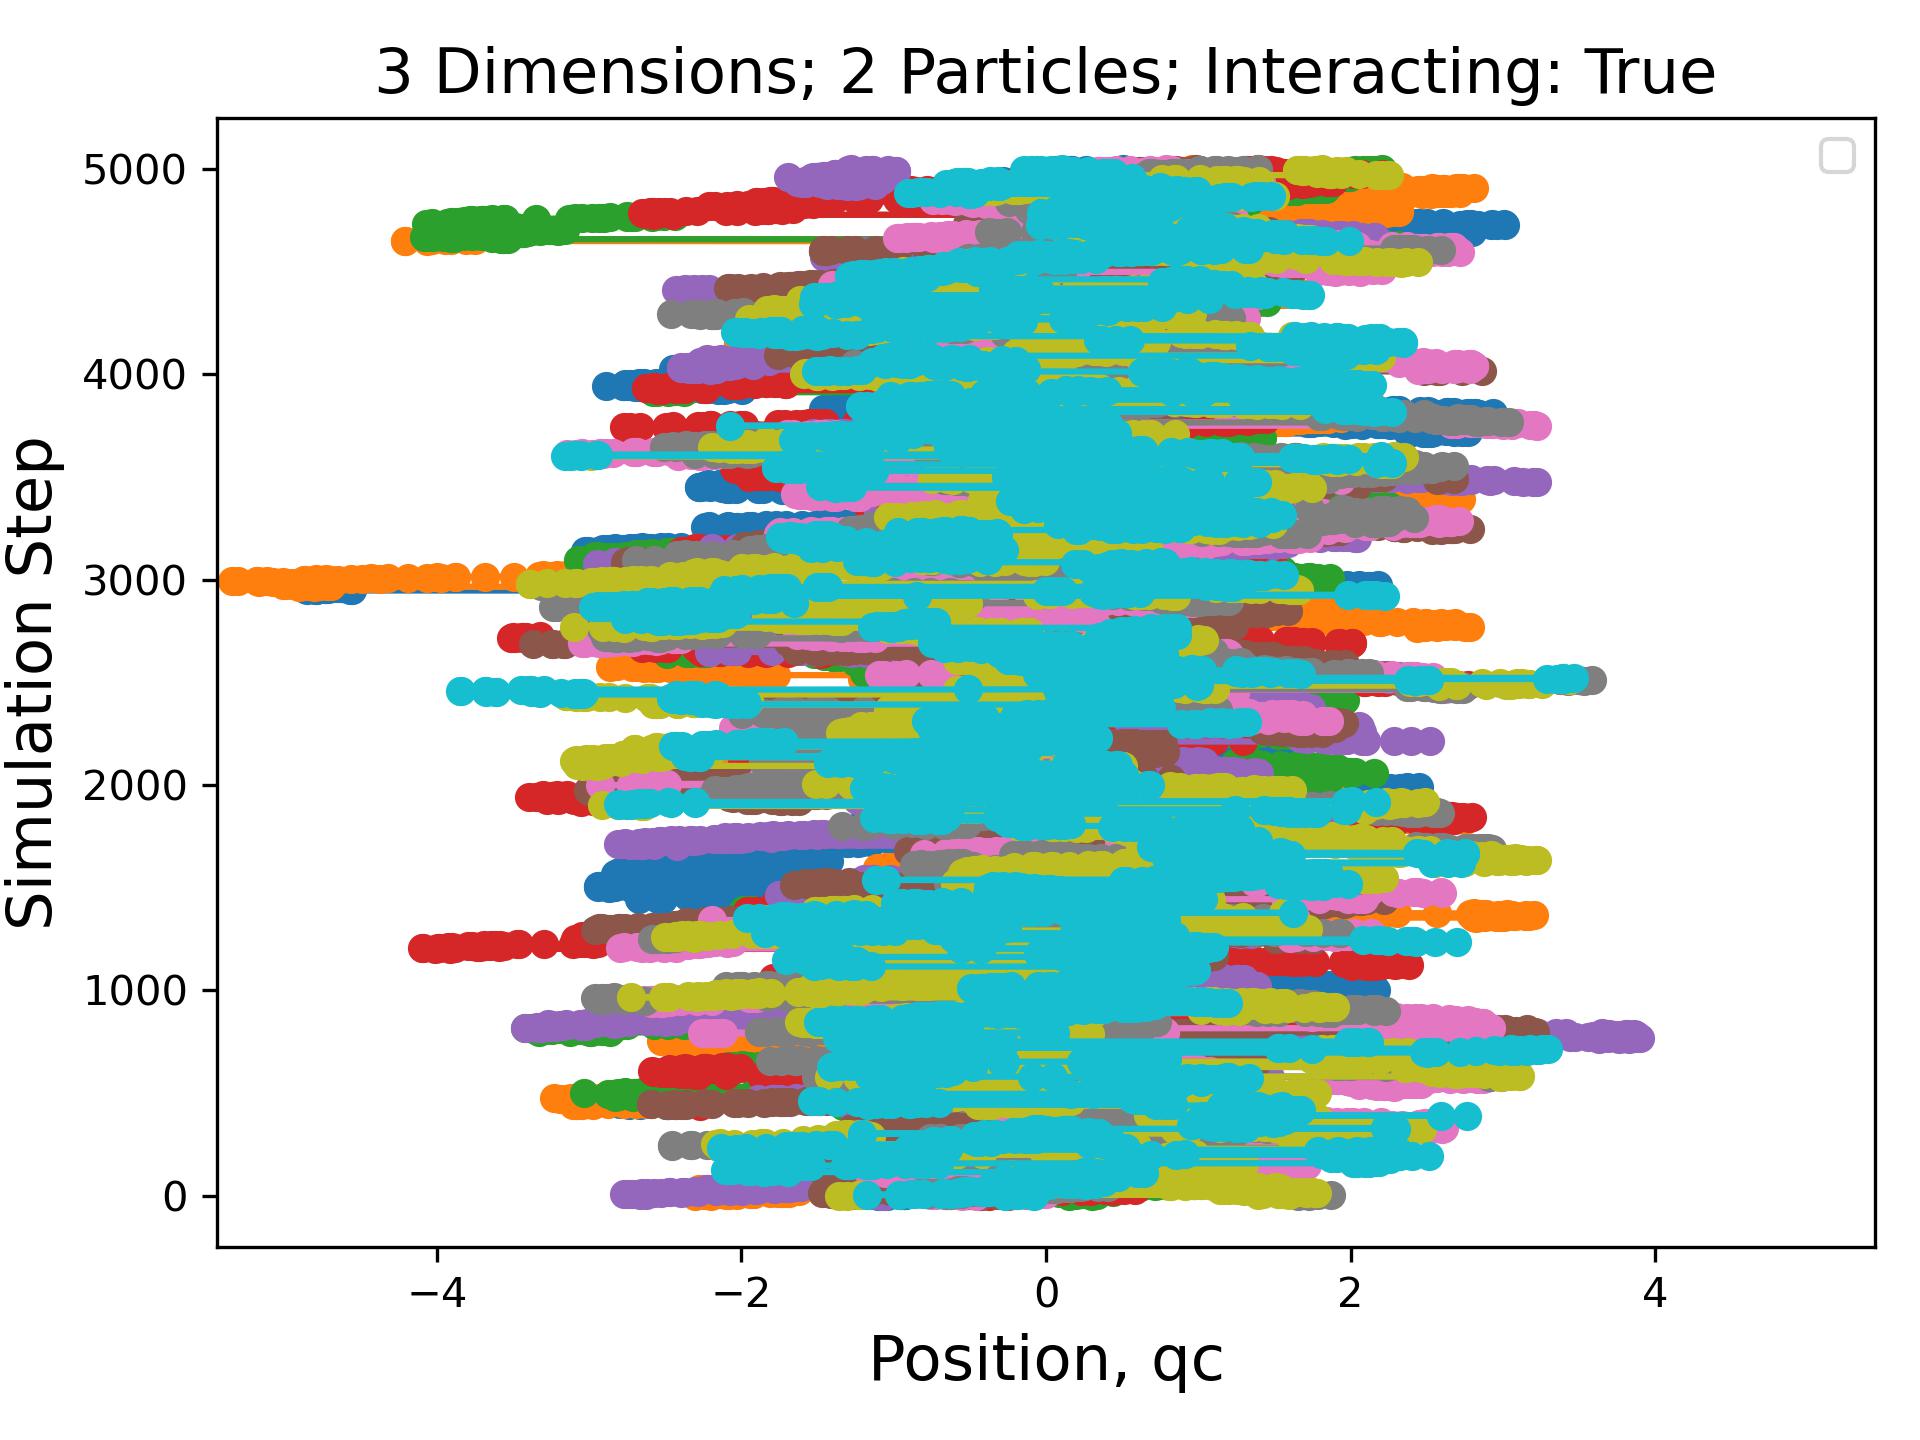 3 Dimensions; 2 Particles; Interacting: True
Simulation Step
5000
4000
3000
2000
1000
0
−4 −2 0 2 4
Position, qc